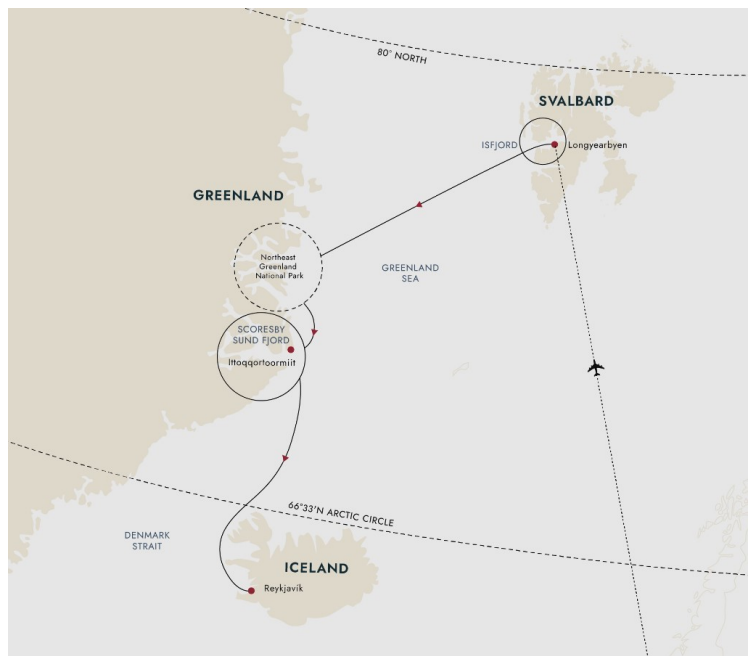 80° NORTH
SVALBARD
ISFJORD
Longyearbyen
GREENLAND
Northeast
Greenland
National Park
GREENLAND
SEA
SCORESBY
SUND FJORD
Ittoqqortoormiit
66°33'N ARCTIC CIRCLE
DENMARK
STRAIT
ICELAND
Reykjavík